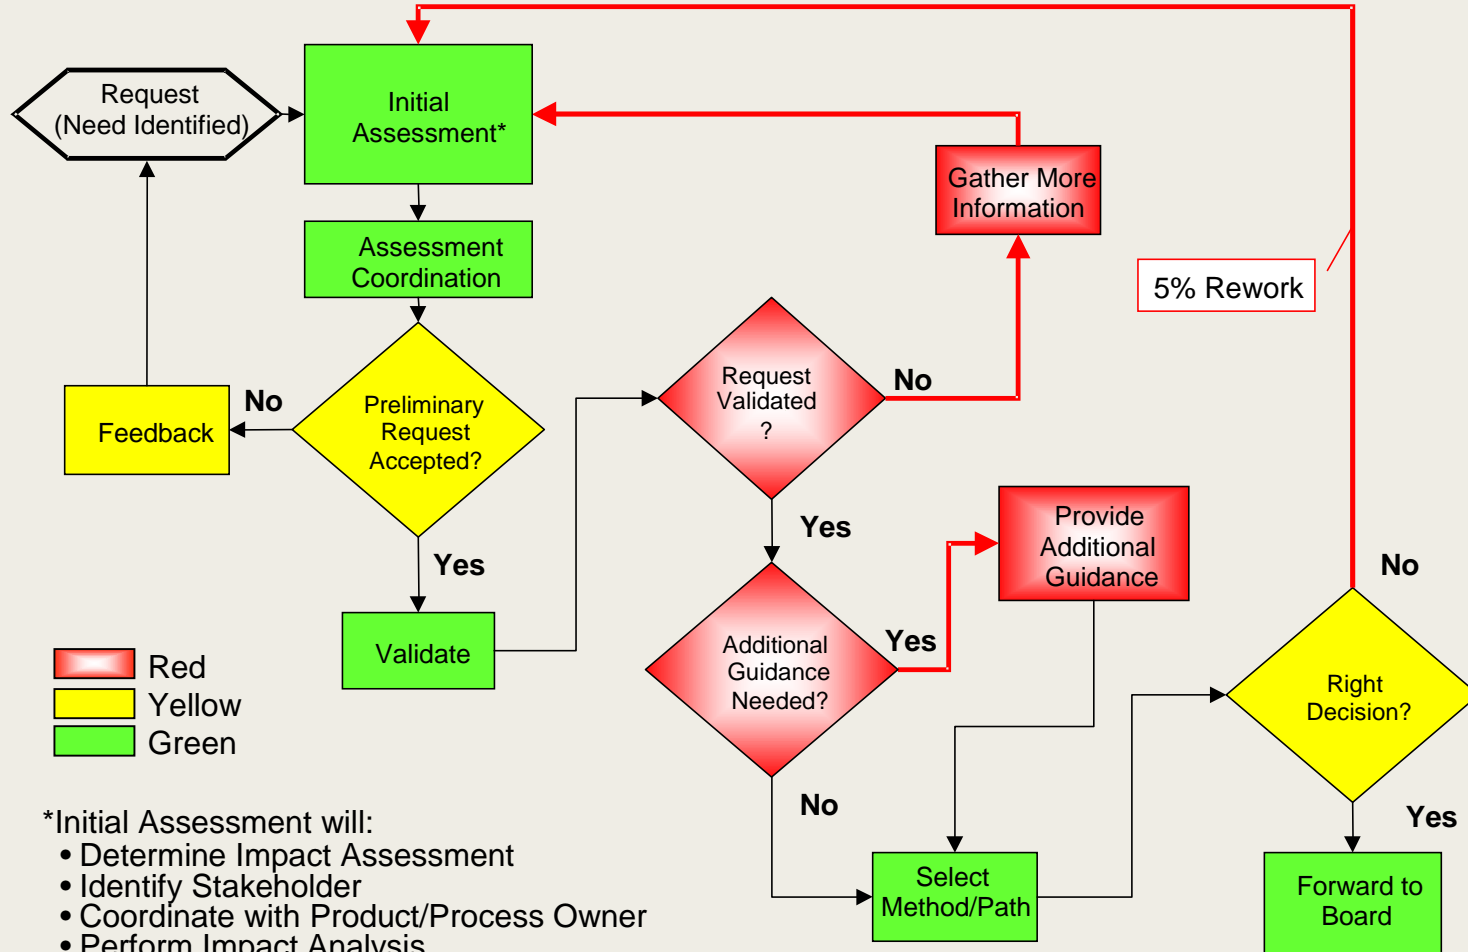 Request
(Need Identified)
Initial
Assessment*
Gather More
Information
Assessment
Coordination
5% Rework
Request
Validated
?
No
Preliminary
Request
Accepted?
No
Feedback
Yes
Yes
Provide
Additional
Guidance
No
Validate
Additional
Guidance
Needed?
Yes
Right
Decision?
Red
Yellow
Green
No
Yes
*Initial Assessment will:
• Determine Impact Assessment
• Identify Stakeholder
• Coordinate with Product/Process Owner
• Perform Impact Analysis
Select
Method/Path
Forward to
Board